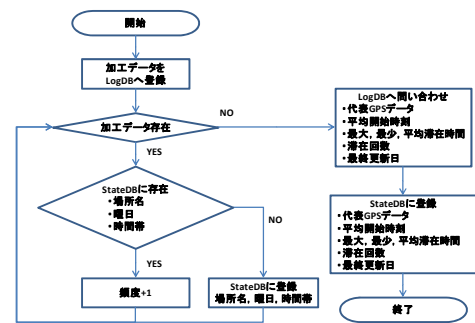 開始
加工データを
LogDBへ登録
加工データ存在
NO
YES
StateDBに存在
・場所名
・曜日
・時間帯
NO
YES
頻度+1
StateDBに登録
場所名，曜日，時間帯
LogDBへ問い合わせ
・代表GPSデータ
・平均開始時刻
・最大，最少，平均滞在時間
・滞在回数
・最終更新日
StateDBに登録
・代表GPSデータ
・平均開始時刻
・最大，最少，平均滞在時間
・滞在回数
・最終更新日
終了